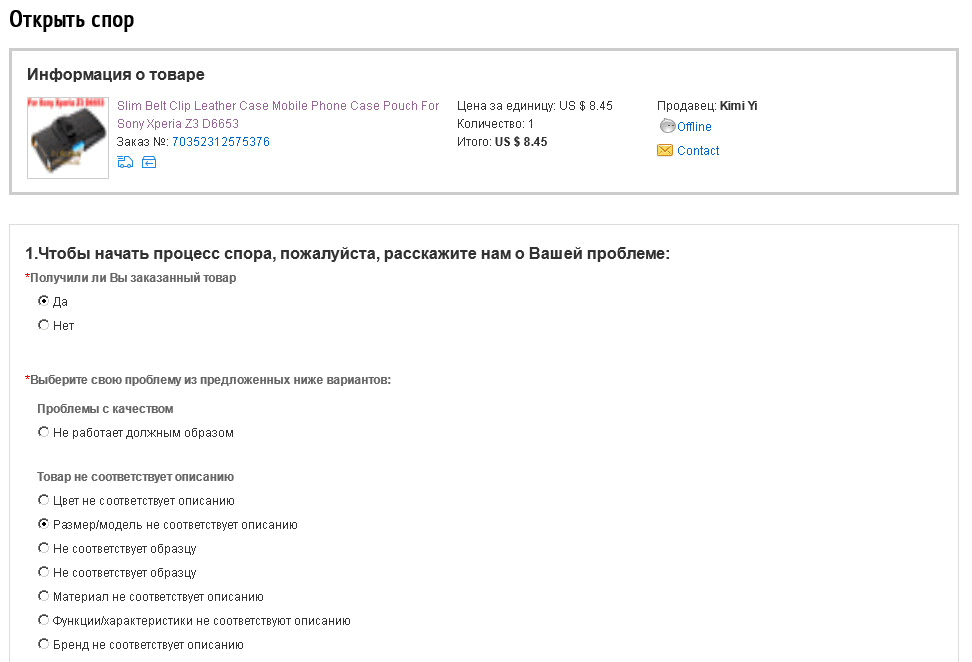 Открыть спор
Информация о товаре
For Sony Xperia Z3 D6653
Slim Belt Clip Leather Case Mobile Phone Case Pouch For
Sony Xperia Z3 D6653
Заказ №: 70352312575376
Цена за единицу: US $ 8.45
Количество: 1
Итого: US $ 8.45
Продавец: Kimi Yi
Offline
Contact
1.Чтобы начать процесс спора, пожалуйста, расскажите нам о Вашей проблеме:
*Получили ли Вы заказанный товар
Да
Нет
*Выберите свою проблему из предложенных ниже вариантов:
Проблемы с качеством
Не работает должным образом
Товар не соответствует описанию
Цвет не соответствует описанию
Размер/модель не соответствует описанию
Не соответствует образцу
Не соответствует образцу
Материал не соответствует описанию
Функции/характеристики не соответствуют описанию
Бренд не соответствует описанию